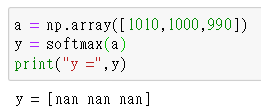 a = np.array([1010,1000,990])
y = softmax(a)
print("y =",y)
y = [nan nan nan]